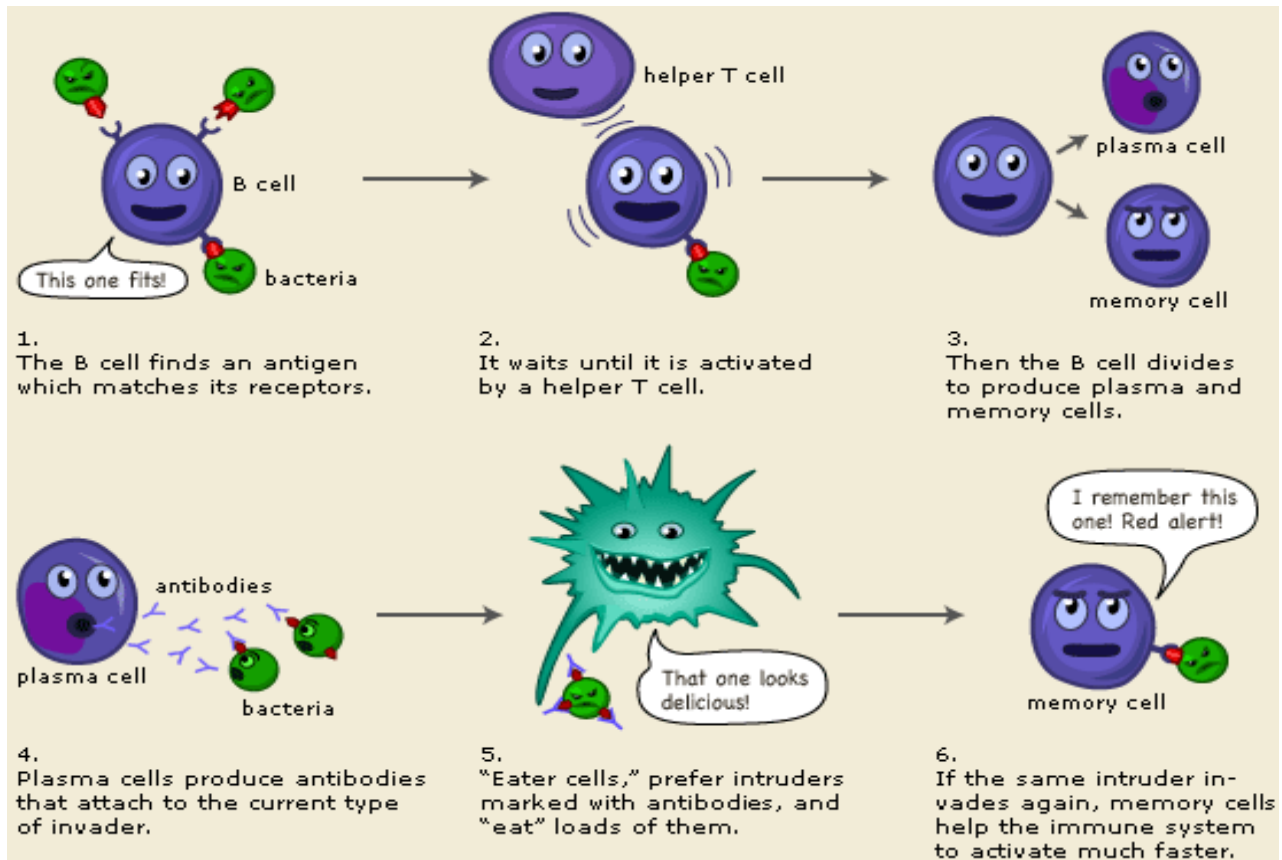 helper T cell
B cell
This one fits!
bacteria
plasma cell
memory cell
1.
The B cell finds an antigen
which matches its receptors.
2.
It waits until it is activated
by a helper T cell.
3.
Then the B cell divides
to produce plasma and
memory cells.
antibodies
plasma cell
bacteria
That one looks
delicious!
I remember this
one! Red alert!
memory cell
4.
Plasma cells produce antibodies
that attach to the current type
of invader.
5.
“Eater cells,” prefer intruders
marked with antibodies, and
“eat” loads of them.
6.
If the same intruder in-
vades again, memory cells
help the immune system
to activate much faster.